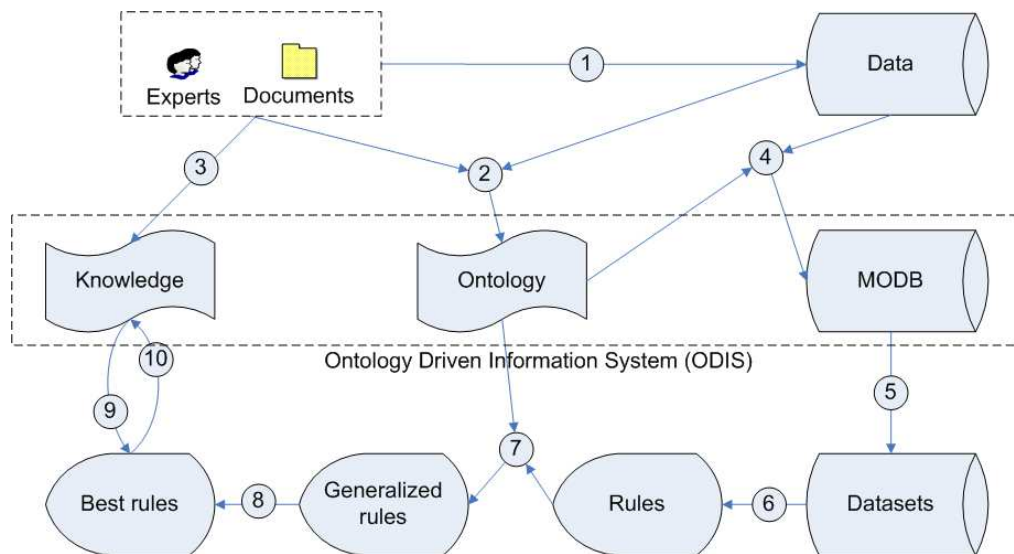 1
Data
Experts
Documents
3
2
4
Knowledge
Ontology
MODB
Ontology Driven Information System (ODIS)
10
9
5
7
Best rules
8
Generalized
rules
Rules
6
Datasets